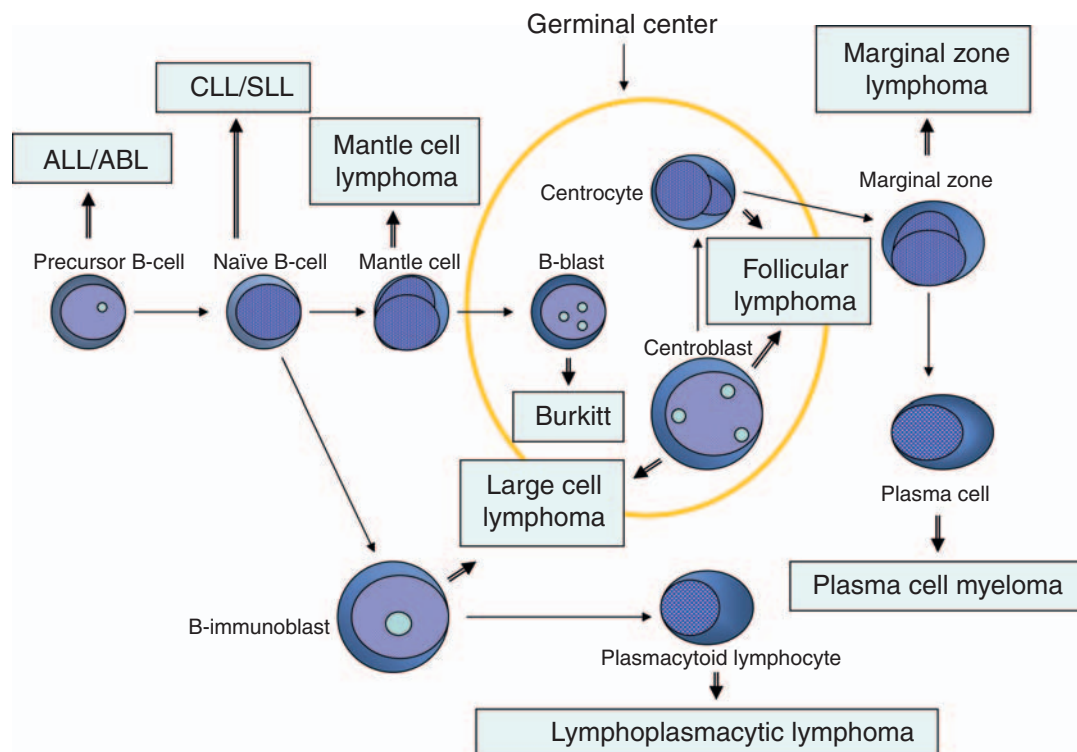 Germinal center
Marginal zone
lymphoma
CLL/SLL
Mantle cell
lymphoma
ALL/ABL
Centrocyte
Marginal zone
Precursor B-cell
Naïve B-cell
Mantle cell
B-blast
Follicular
lymphoma
Centroblast
Burkitt
Large cell
lymphoma
Plasma cell
Plasma cell myeloma
B-immunoblast
Plasmacytoid lymphocyte
Lymphoplasmacytic lymphoma